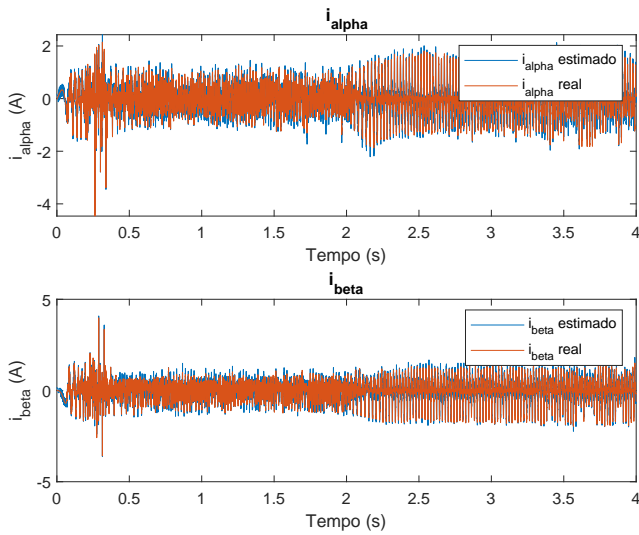 i_alpha
2
0
-2
-4
i_alpha (A)
i_alpha estimado
i_alpha real
0 0.5 1 1.5 2 2.5 3 3.5 4
Tempo (s)
i_beta
5
0
-5
i_beta (A)
i_beta estimado
i_beta real
0 0.5 1 1.5 2 2.5 3 3.5 4
Tempo (s)